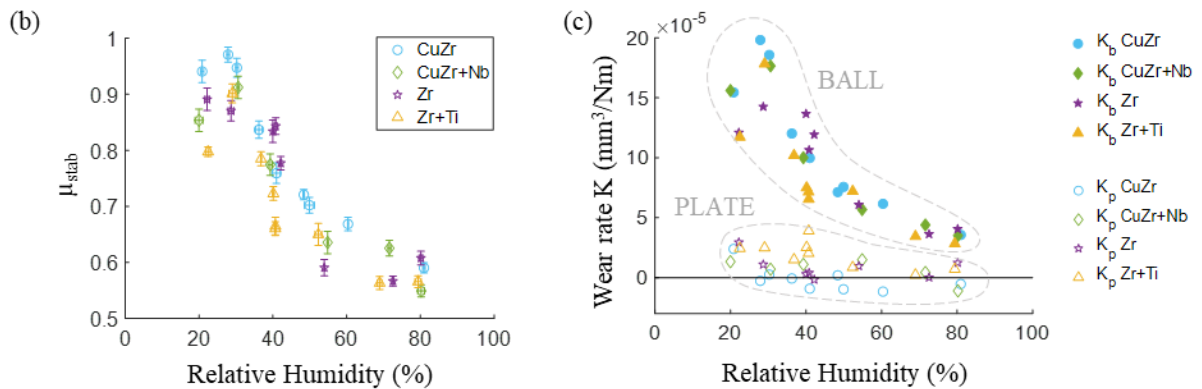 (b)
1
0.9
0.8
0.7
0.6
0.5
μstab
0
20
40
60
80
100
Relative Humidity (%)
CuZr
CuZr+Nb
Zr
Zr+Ti
(c)
×10⁻⁵
20
15
10
5
0
Wear rate K (mm³/Nm)
BALL
PLATE
0
20
40
60
80
100
Relative Humidity (%)
Kb CuZr
Kb CuZr+Nb
Kb Zr
Kb Zr+Ti
Kp CuZr
Kp CuZr+Nb
Kp Zr
Kp Zr+Ti